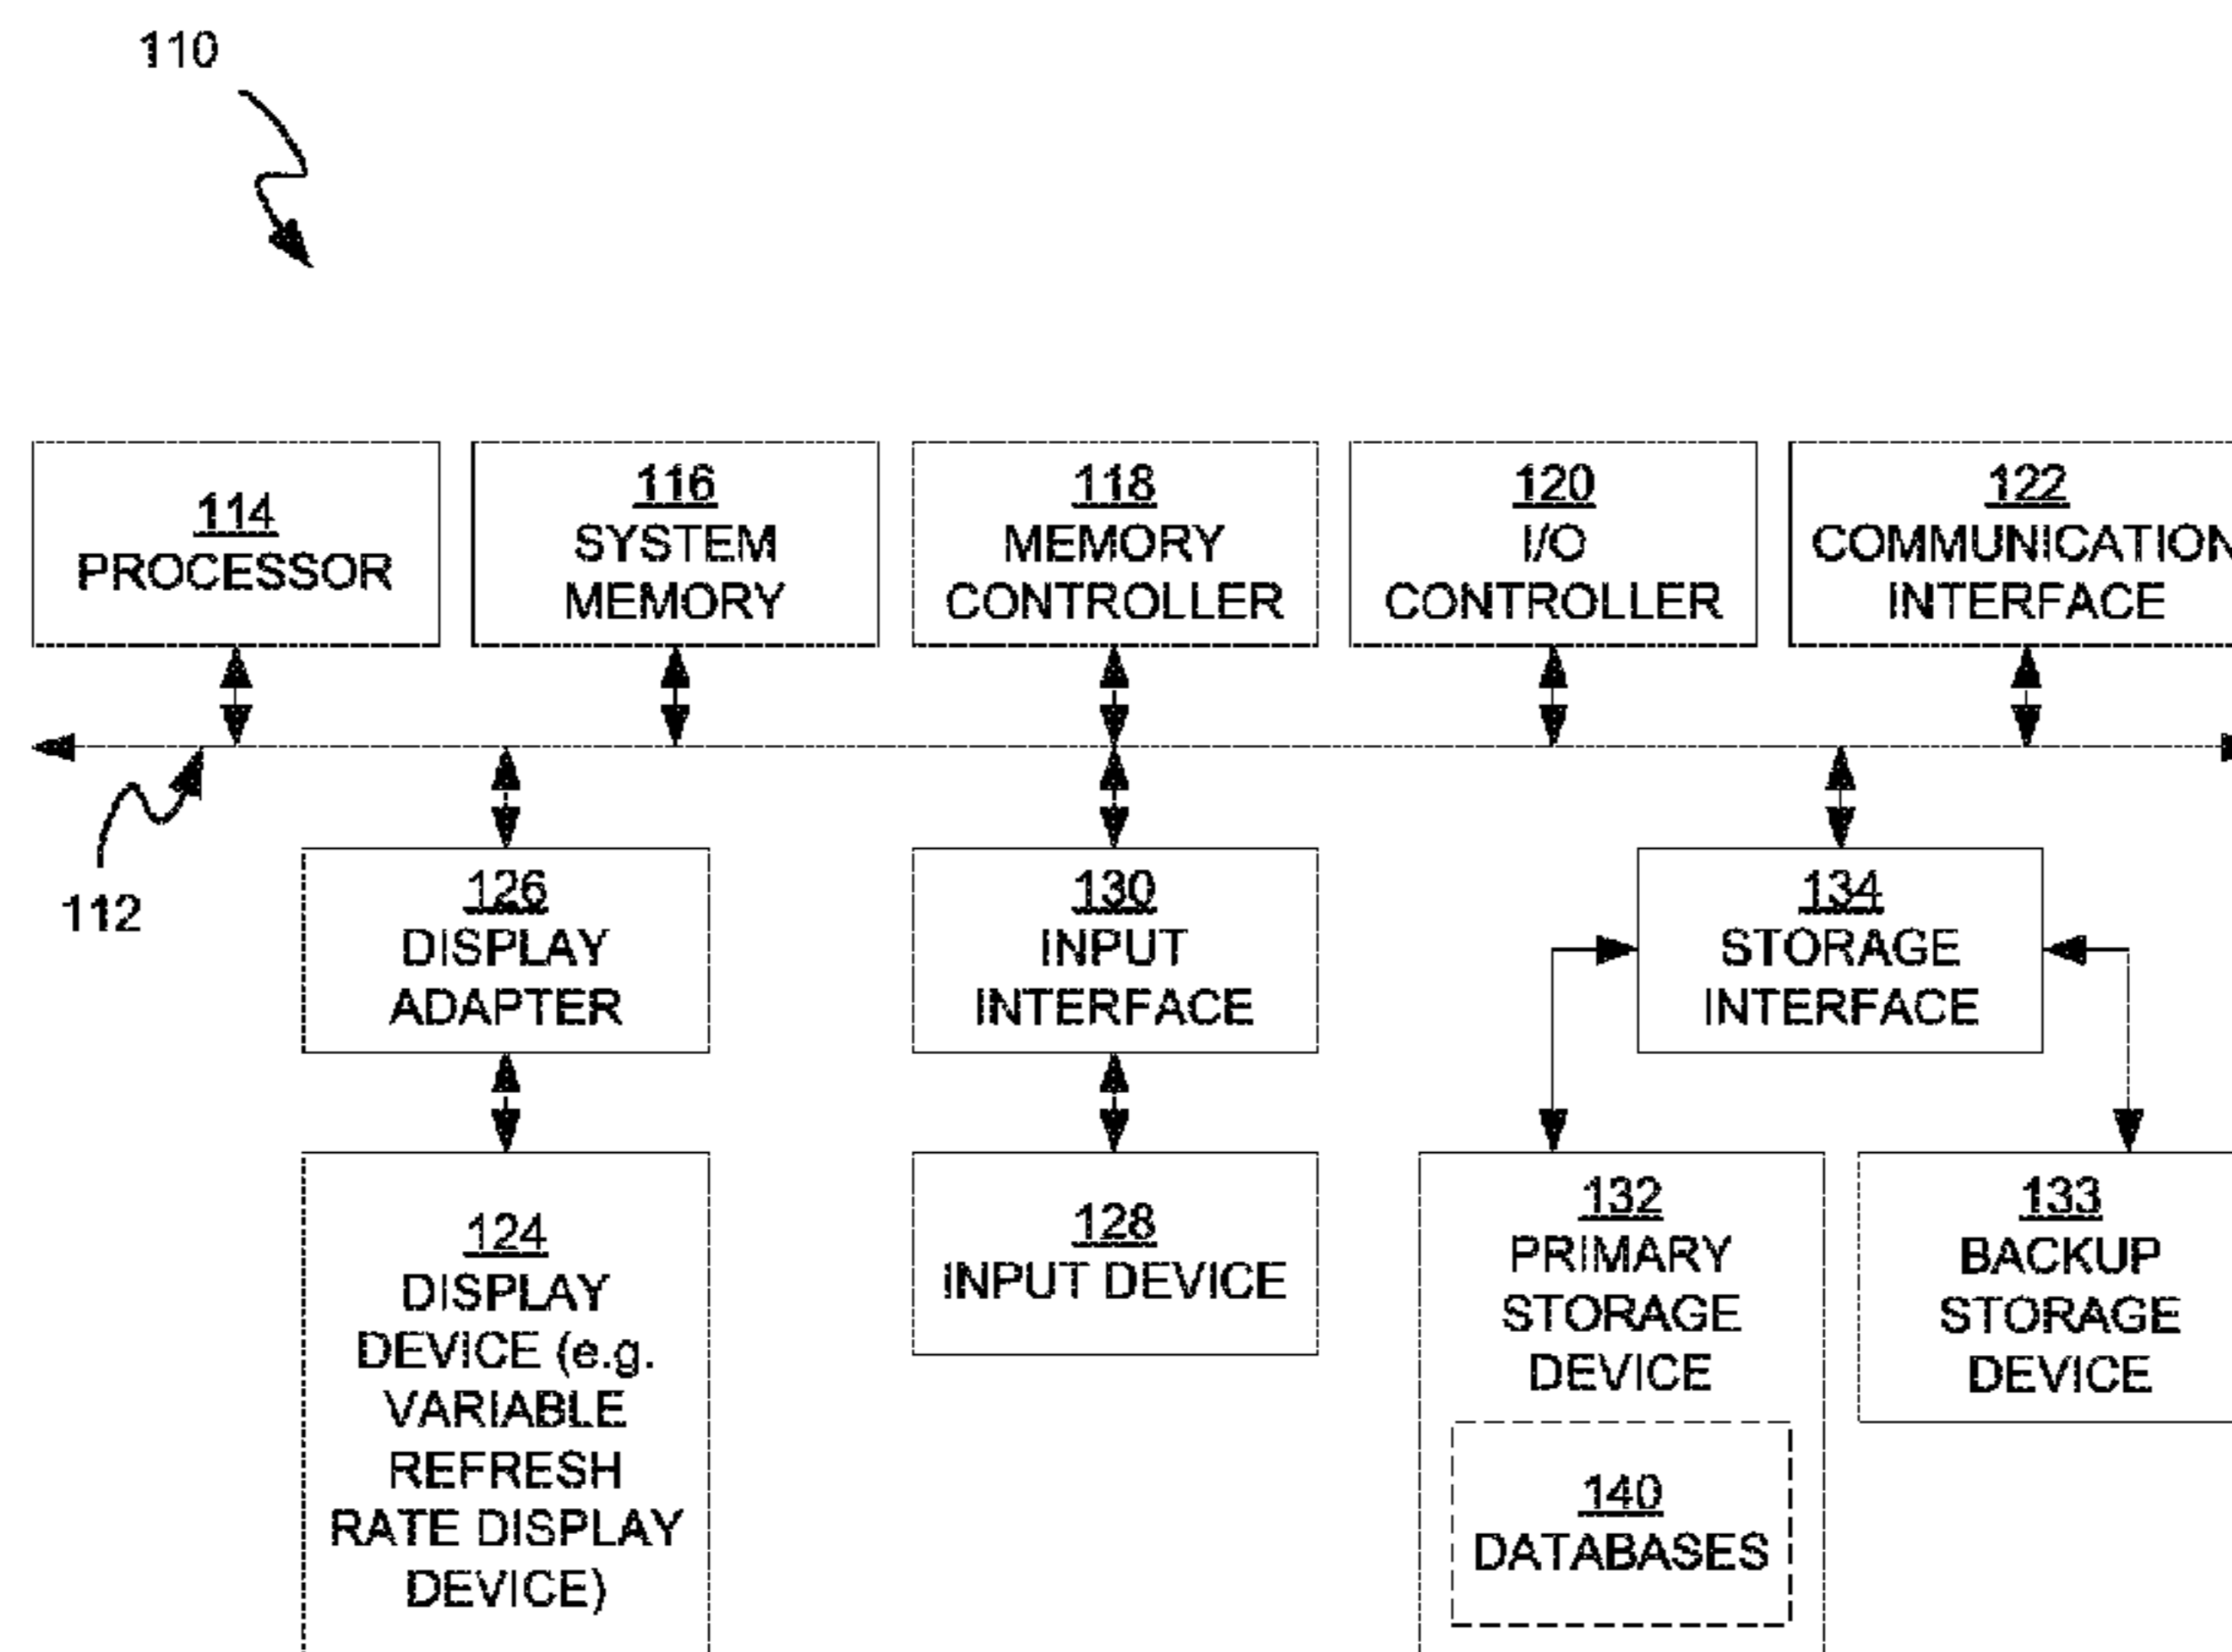 110
114
PROCESSOR
116
SYSTEM
MEMORY
118
MEMORY
CONTROLLER
120
I/O
CONTROLLER
122
COMMUNICATION
INTERFACE
112
126
DISPLAY
ADAPTER
130
INPUT
INTERFACE
134
STORAGE
INTERFACE
124
DISPLAY
DEVICE (e.g.
VARIABLE
REFRESH
RATE DISPLAY
DEVICE)
128
INPUT DEVICE
132
PRIMARY
STORAGE
DEVICE
140
DATABASES
133
BACKUP
STORAGE
DEVICE